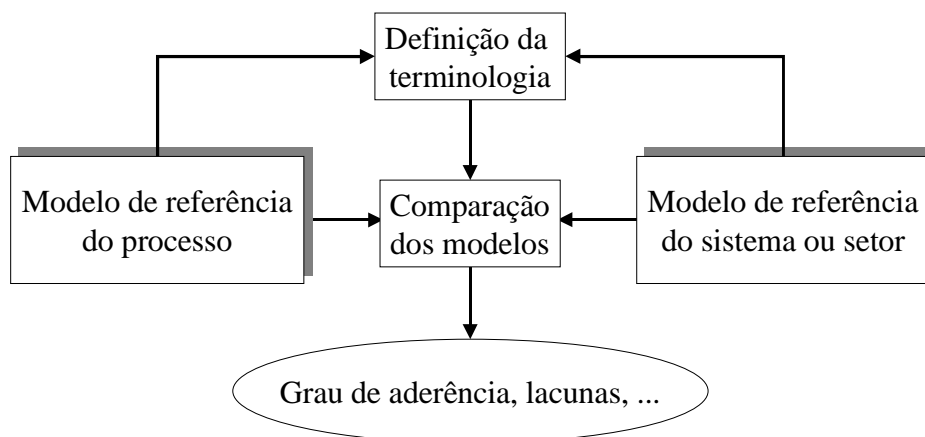 Definição da
terminologia
Modelo de referência
do processo
Comparação
dos modelos
Modelo de referência
do sistema ou setor
Grau de aderência, lacunas, ...